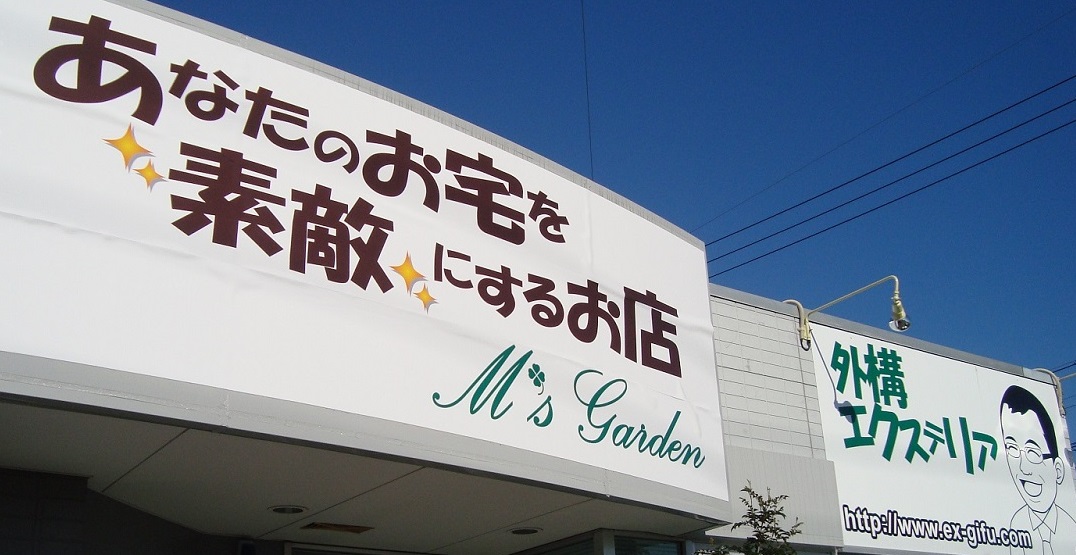 あなたのお宅を
素敵にするお店
M's Garden
外構
エクステリア
http://www.ex-gifu.com